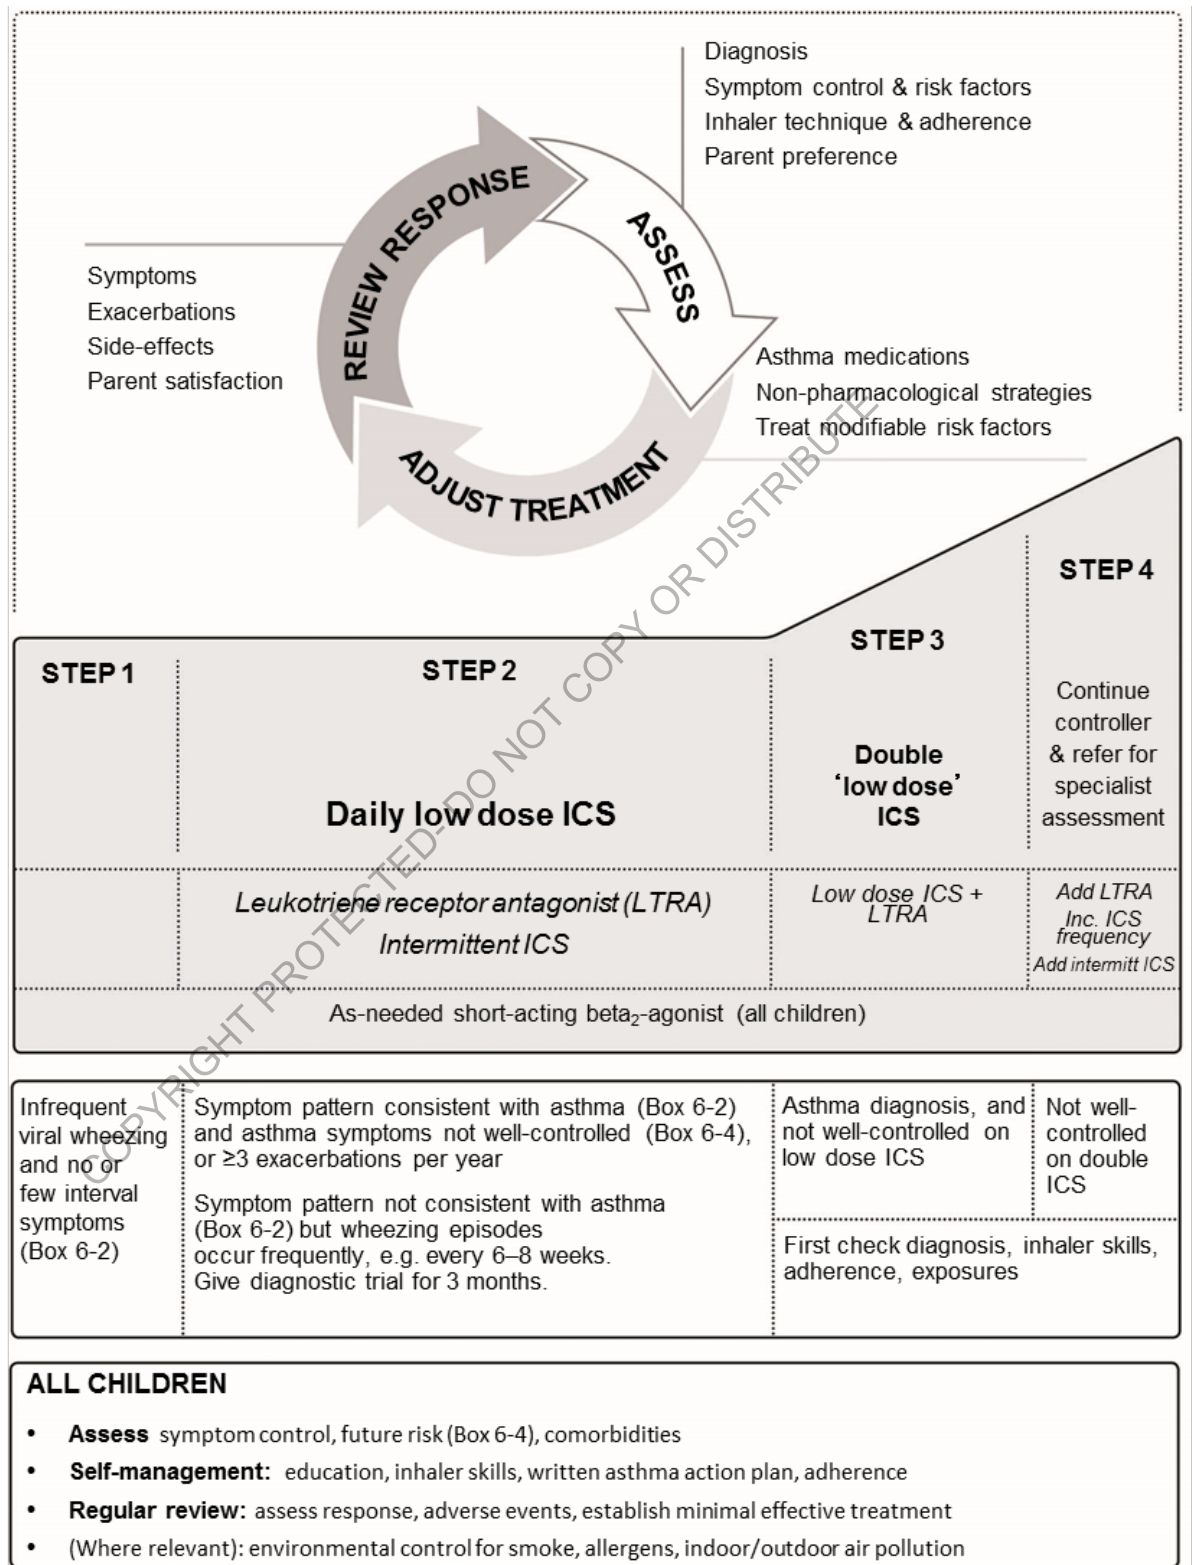 Diagnosis
Symptom control & risk factors
Inhaler technique & adherence
Parent preference
REVIEW RESPONSE
ASSESS
ADJUST TREATMENT
Symptoms
Exacerbations
Side-effects
Parent satisfaction
Asthma medications
Non-pharmacological strategies
Treat modifiable risk factors
COPYRIGHT PROTECTED- DO NOT COPY OR DISTRIBUTE
STEP 1
STEP 2
Daily low dose ICS
STEP 3
Double
‘low dose’
ICS
STEP 4
Continue
controller
& refer for
specialist
assessment
Leukotriene receptor antagonist (LTRA)
Intermittent ICS
Low dose ICS +
LTRA
Add LTRA
Inc. ICS
frequency
Add intermitt ICS
As-needed short-acting beta₂-agonist (all children)
Infrequent
viral wheezing
and no or
few interval
symptoms
(Box 6-2)
Symptom pattern consistent with asthma (Box 6-2)
and asthma symptoms not well-controlled (Box 6-4),
or ≥3 exacerbations per year
Symptom pattern not consistent with asthma
(Box 6-2) but wheezing episodes
occur frequently, e.g. every 6–8 weeks.
Give diagnostic trial for 3 months.
Asthma diagnosis, and
not well-controlled on
low dose ICS
Not well-
controlled
on double
ICS
First check diagnosis, inhaler skills,
adherence, exposures
ALL CHILDREN
• Assess symptom control, future risk (Box 6-4), comorbidities
• Self-management: education, inhaler skills, written asthma action plan, adherence
• Regular review: assess response, adverse events, establish minimal effective treatment
• (Where relevant): environmental control for smoke, allergens, indoor/outdoor air pollution